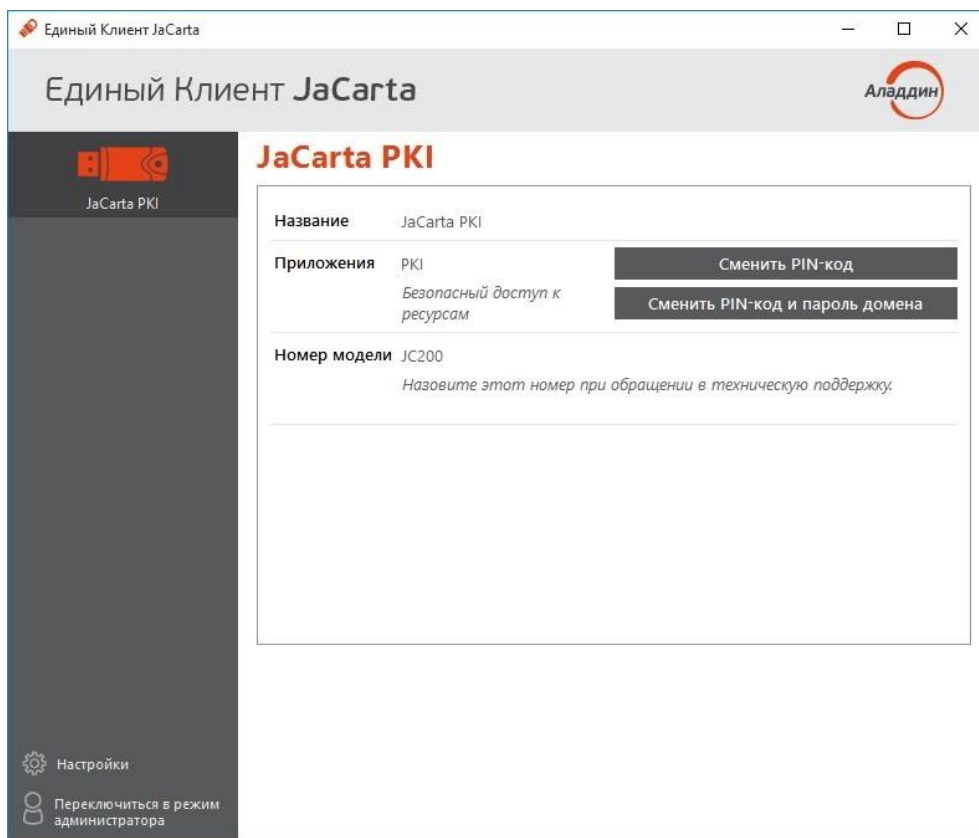 Единый Клиент JaCarta
Единый Клиент JaCarta
Аладдин
JaCarta PKI
JaCarta PKI
Название JaCarta PKI
Приложения PKI
Безопасный доступ к
ресурсам
Сменить PIN-код
Сменить PIN-код и пароль домена
Номер модели JC200
Назовите этот номер при обращении в техническую поддержку.
Настройки
Переключиться в режим
администратора